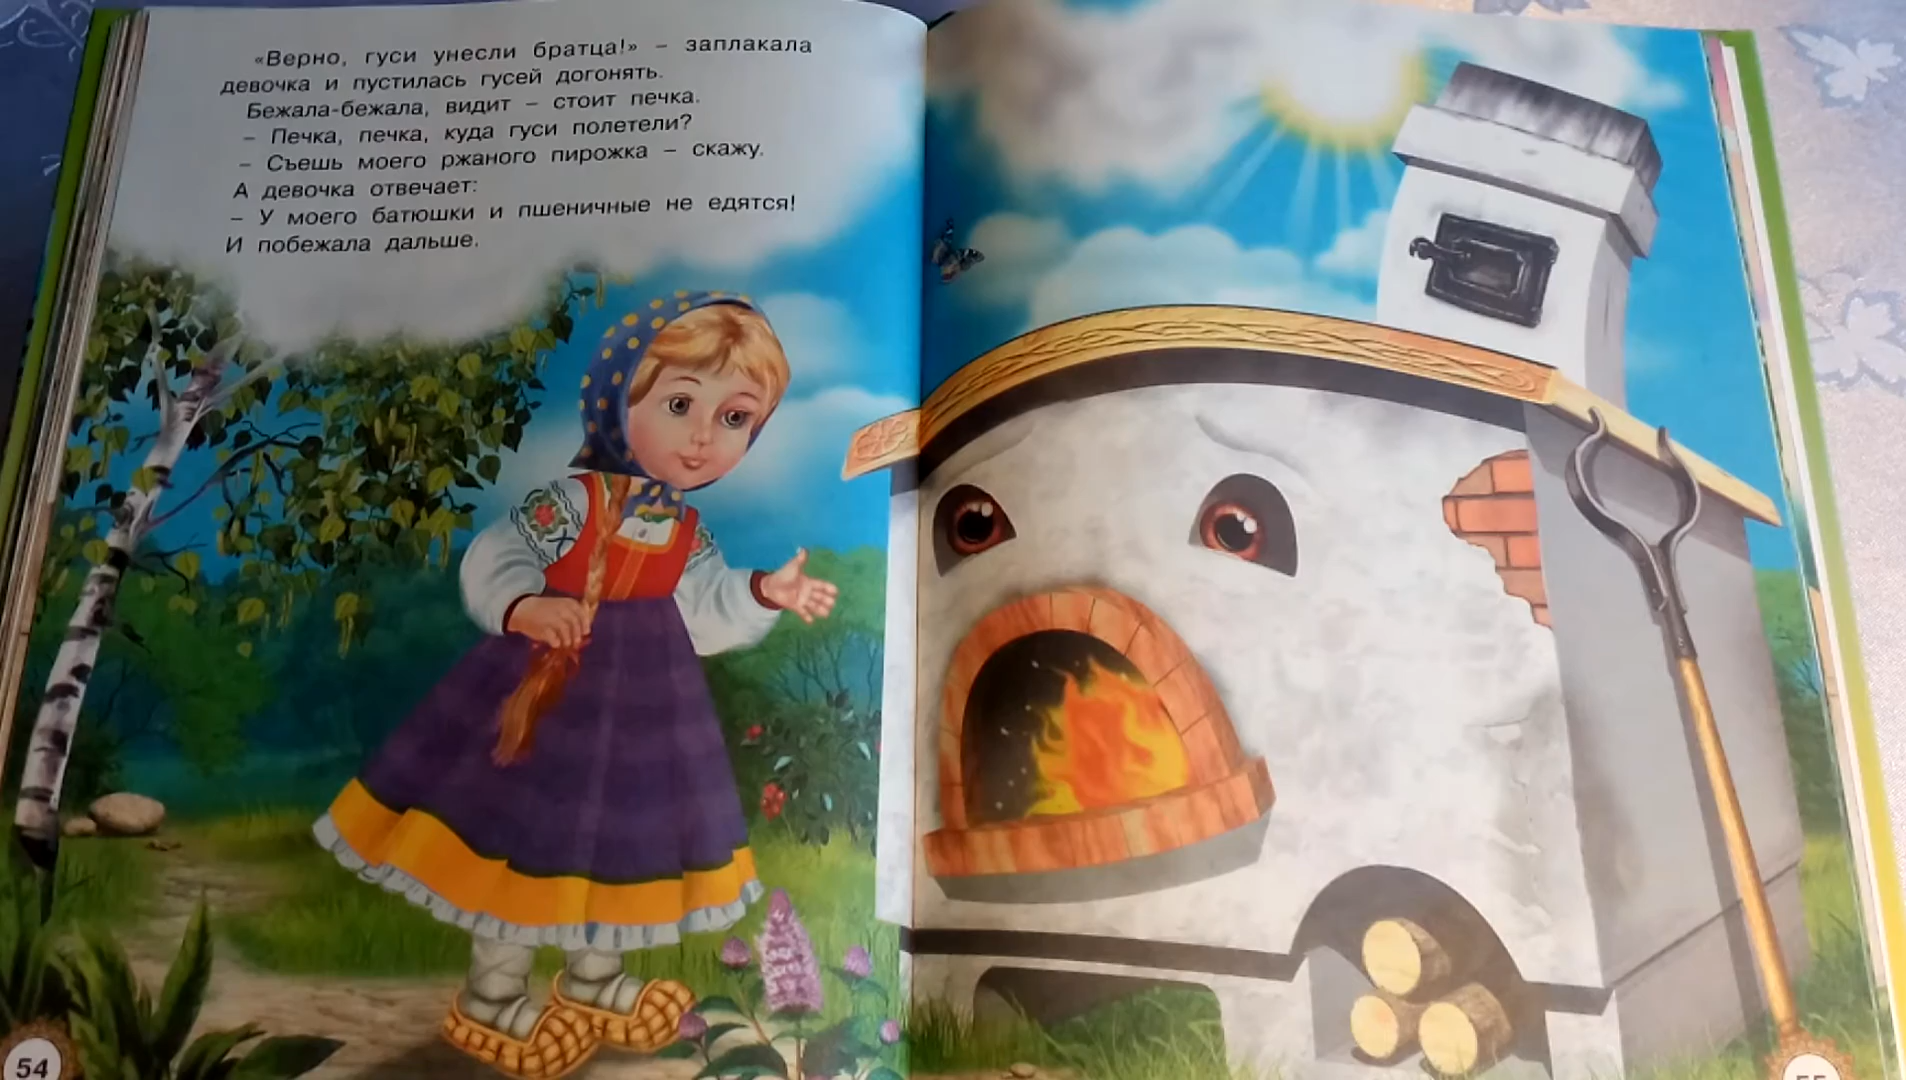 «Верно, гуси унесли братца!» – заплакала
девочка и пустилась гусей догонять.
Бежала-бежала, видит – стоит печка.
– Печка, печка, куда гуси полетели?
– Съешь моего ржаного пирожка – скажу.
А девочка отвечает:
– У моего батюшки и пшеничные не едятся!
И побежала дальше.
54
55